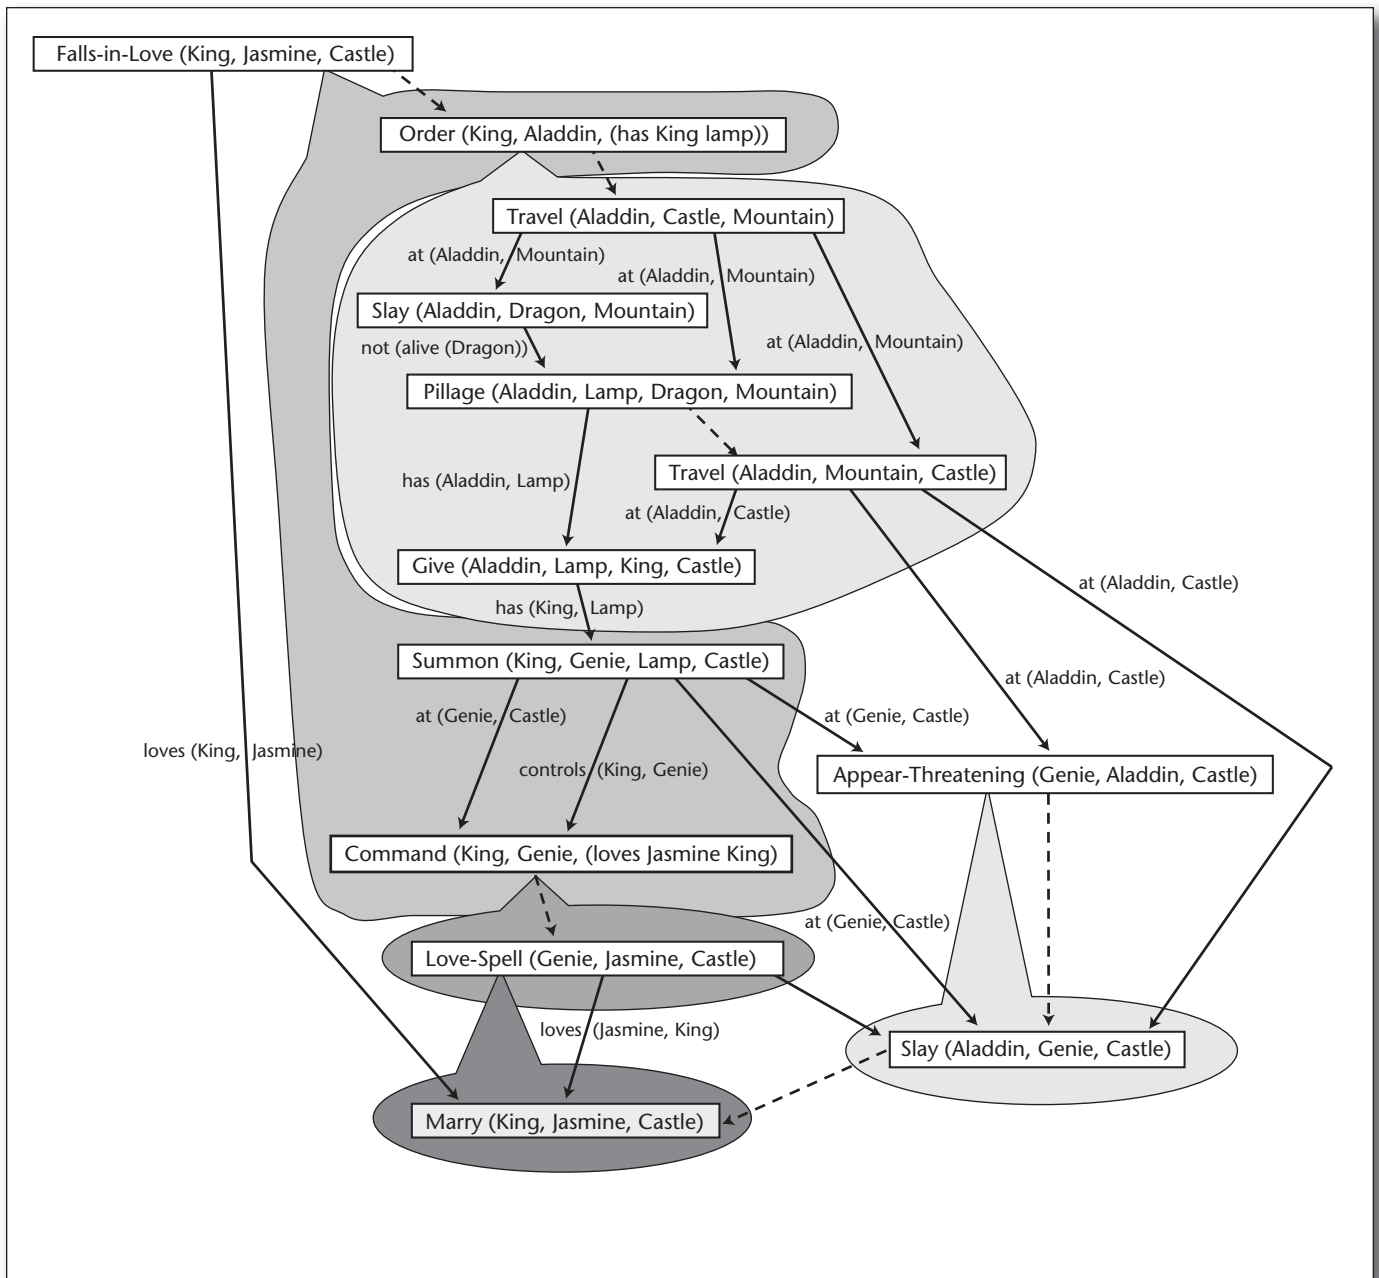 Falls-in-Love (King, Jasmine, Castle)
Order (King, Aladdin, (has King lamp))
Travel (Aladdin, Castle, Mountain)
at (Aladdin, Mountain)
at (Aladdin, Mountain)
Slay (Aladdin, Dragon, Mountain)
at (Aladdin, Mountain)
not (alive (Dragon))
Pillage (Aladdin, Lamp, Dragon, Mountain)
Travel (Aladdin, Mountain, Castle)
has (Aladdin, Lamp)
at (Aladdin, Castle)
Give (Aladdin, Lamp, King, Castle)
at (Aladdin, Castle)
has (King, Lamp)
Summon (King, Genie, Lamp, Castle)
at (Aladdin, Castle)
at (Genie, Castle)
at (Genie, Castle)
loves (King, Jasmine)
controls (King, Genie)
Appear-Threatening (Genie, Aladdin, Castle)
Command (King, Genie, (loves Jasmine King)
at (Genie, Castle)
Love-Spell (Genie, Jasmine, Castle)
loves (Jasmine, King)
Slay (Aladdin, Genie, Castle)
Marry (King, Jasmine, Castle)